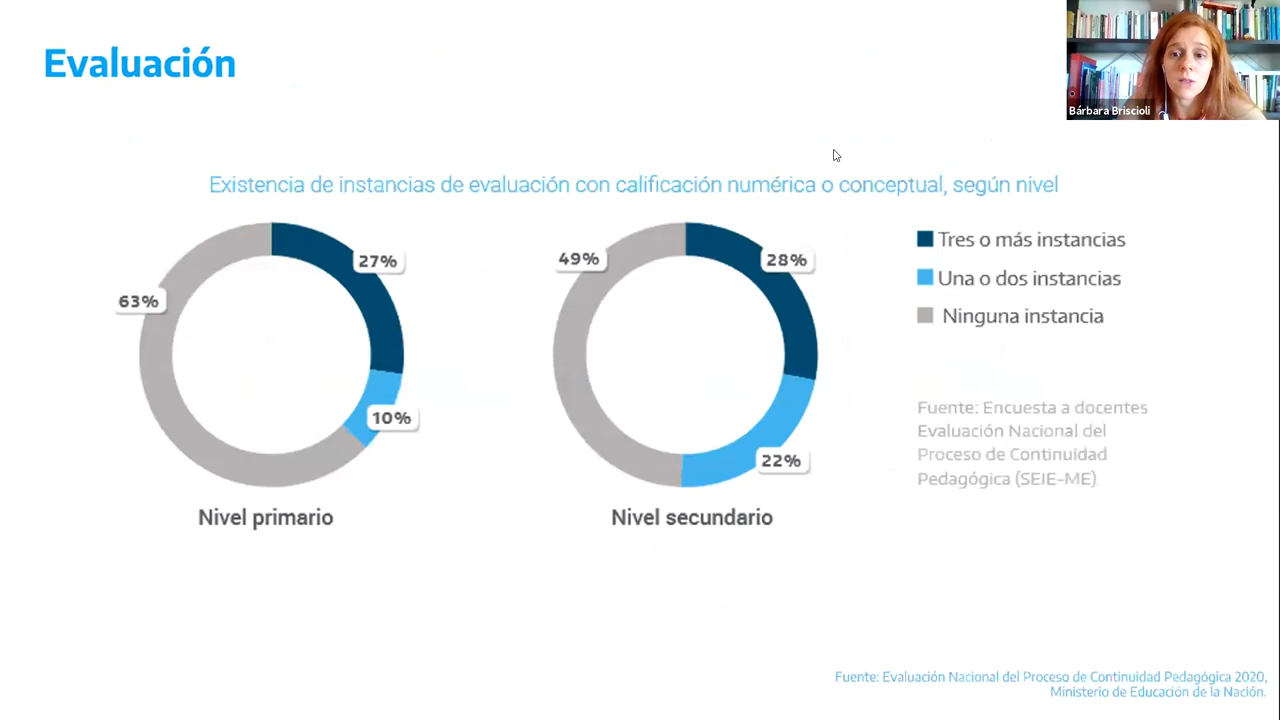 Evaluación
Bárbara Briscioli
Existencia de instancias de evaluación con calificación numérica o conceptual, según nivel
27%
63%
10%
Nivel primario
49%
28%
22%
Nivel secundario
Tres o más instancias
Una o dos instancias
Ninguna instancia
Fuente: Encuesta a docentes
Evaluación Nacional del
Proceso de Continuidad
Pedagógica (SEIE-ME).
Fuente: Evaluación Nacional del Proceso de Continuidad Pedagógica 2020,
Ministerio de Educación de la Nación.